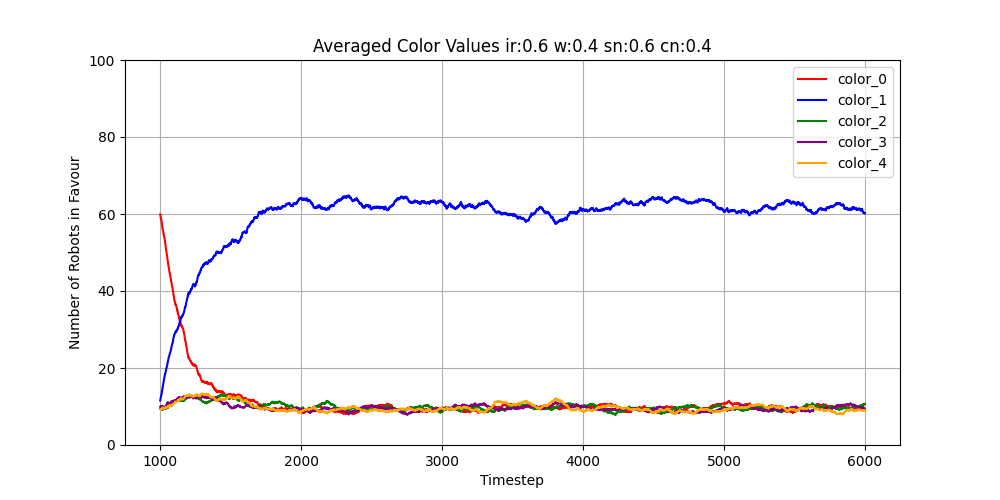 Averaged Color Values ir:0.6 w:0.4 sn:0.6 cn:0.4
Number of Robots in Favour
100
80
60
40
20
0
color_0
color_1
color_2
color_3
color_4
1000 2000 3000 4000 5000 6000
Timestep